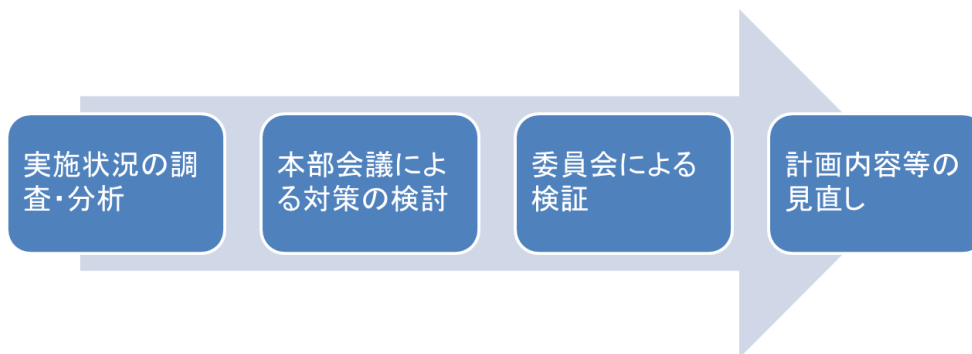 実施状況の調
査・分析
本部会議によ
る対策の検討
委員会による
検証
計画内容等の
見直し